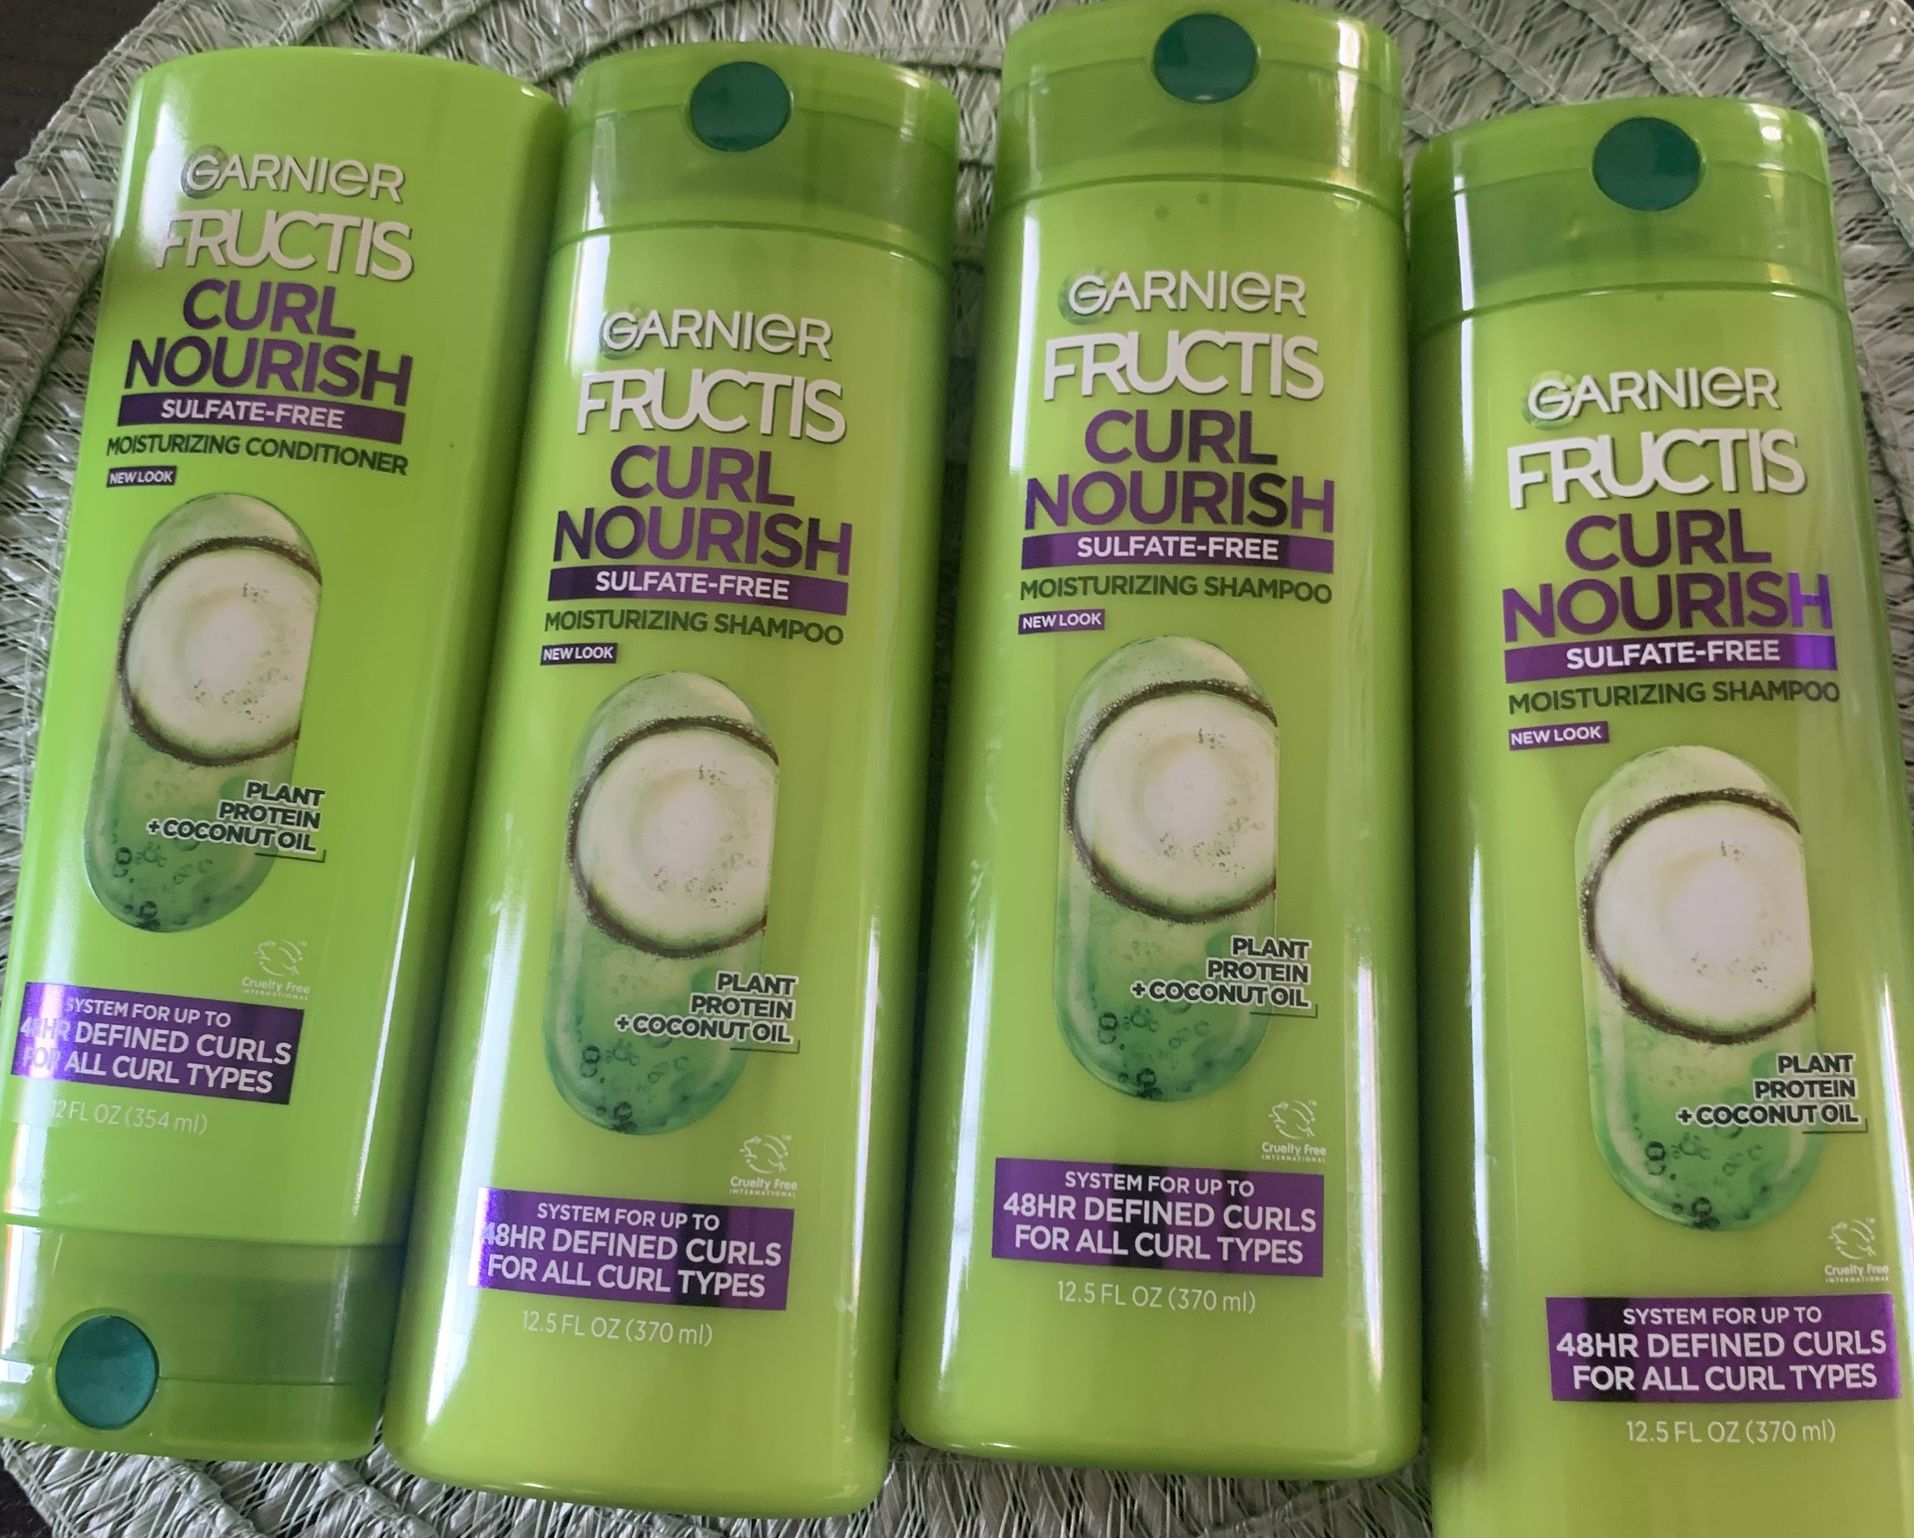 GARNIER
FRUCTIS
CURL
NOURISH
SULFATE-FREE
MOISTURIZING CONDITIONER
NEW LOOK
PLANT
PROTEIN
+ COCONUT OIL
Cruelty Free
INTERNATIONAL
SYSTEM FOR UP TO
48HR DEFINED CURLS
FOR ALL CURL TYPES
12 FL OZ (354 ml)
GARNIER
FRUCTIS
CURL
NOURISH
SULFATE-FREE
MOISTURIZING SHAMPOO
NEW LOOK
PLANT
PROTEIN
+ COCONUT OIL
Cruelty Free
INTERNATIONAL
SYSTEM FOR UP TO
48HR DEFINED CURLS
FOR ALL CURL TYPES
12.5 FL OZ (370 ml)
GARNIER
FRUCTIS
CURL
NOURISH
SULFATE-FREE
MOISTURIZING SHAMPOO
NEW LOOK
PLANT
PROTEIN
+ COCONUT OIL
Cruelty Free
INTERNATIONAL
SYSTEM FOR UP TO
48HR DEFINED CURLS
FOR ALL CURL TYPES
12.5 FL OZ (370 ml)
GARNIER
FRUCTIS
CURL
NOURISH
SULFATE-FREE
MOISTURIZING SHAMPOO
NEW LOOK
PLANT
PROTEIN
+ COCONUT OIL
Cruelty Free
INTERNATIONAL
SYSTEM FOR UP TO
48HR DEFINED CURLS
FOR ALL CURL TYPES
12.5 FL OZ (370 ml)